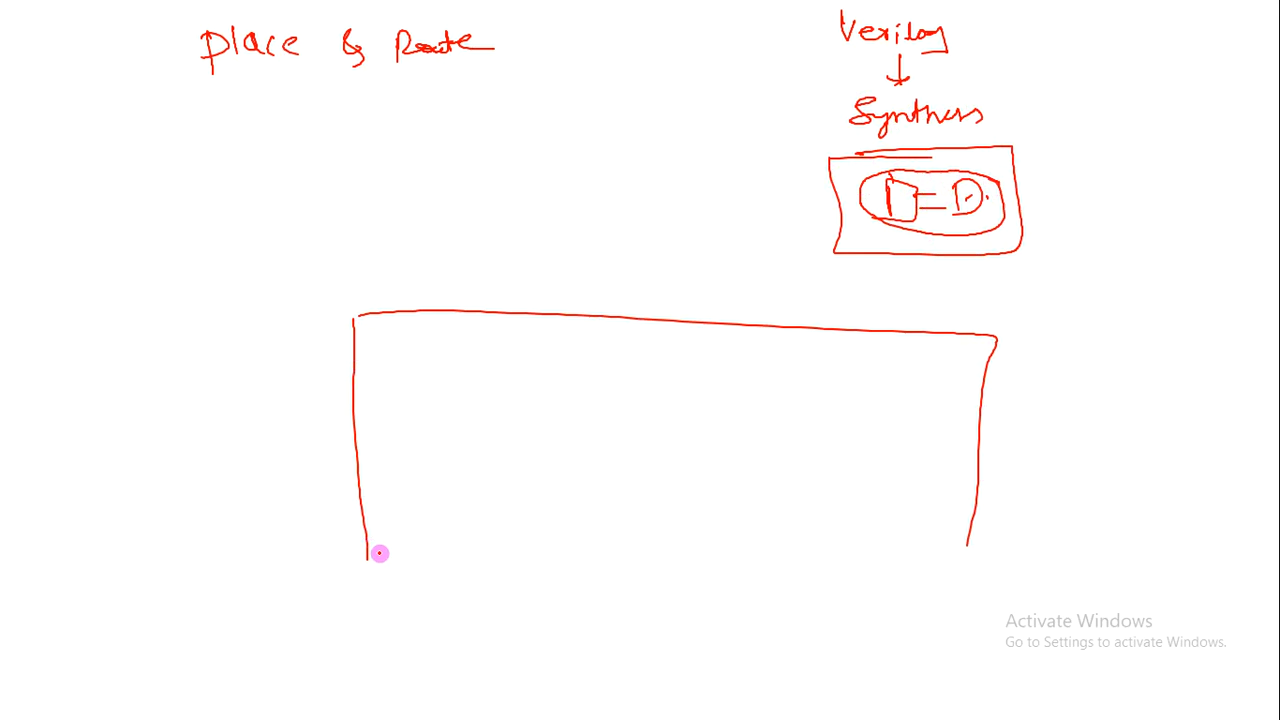 Place & Route
Verilog
Synthesis
D.
Activate Windows
Go to Settings to activate Windows.